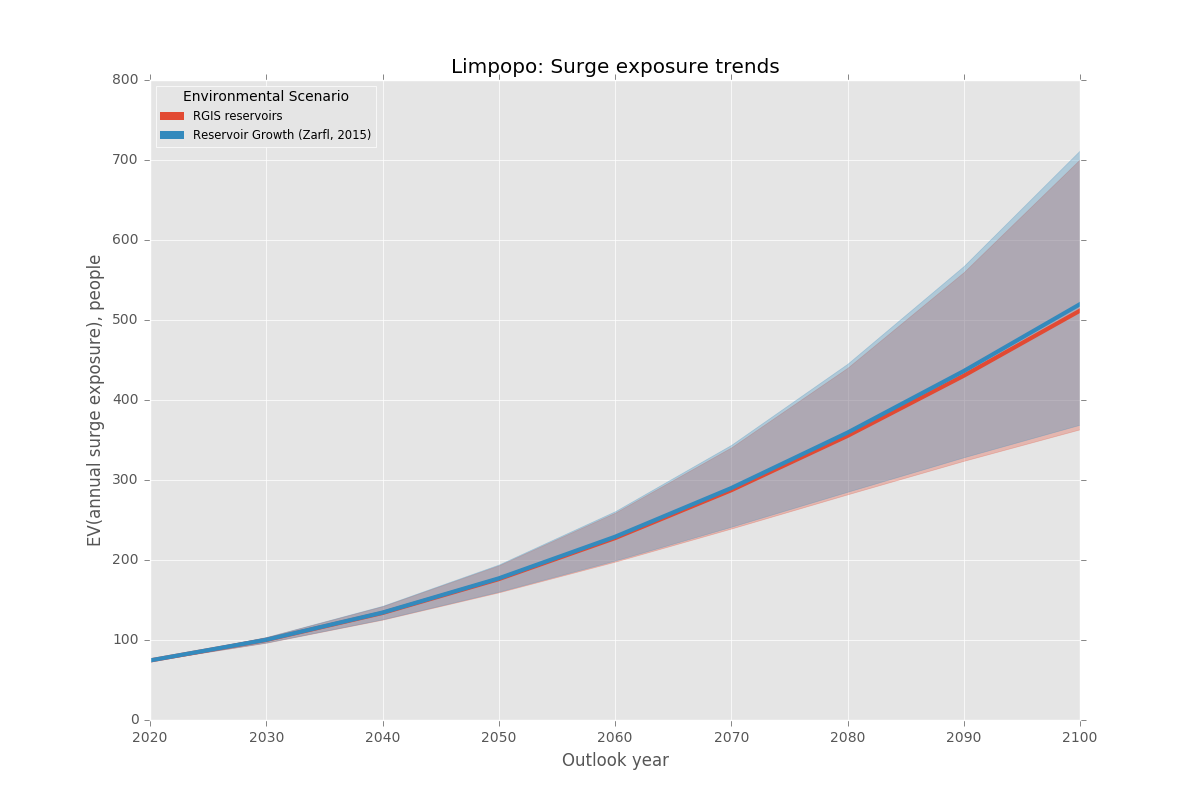 Limpopo: Surge exposure trends
Environmental Scenario
RGIS reservoirs
Reservoir Growth (Zarfl, 2015)
800
700
600
500
400
300
200
100
0
EV(annual surge exposure), people
2020 2030 2040 2050 2060 2070 2080 2090 2100
Outlook year